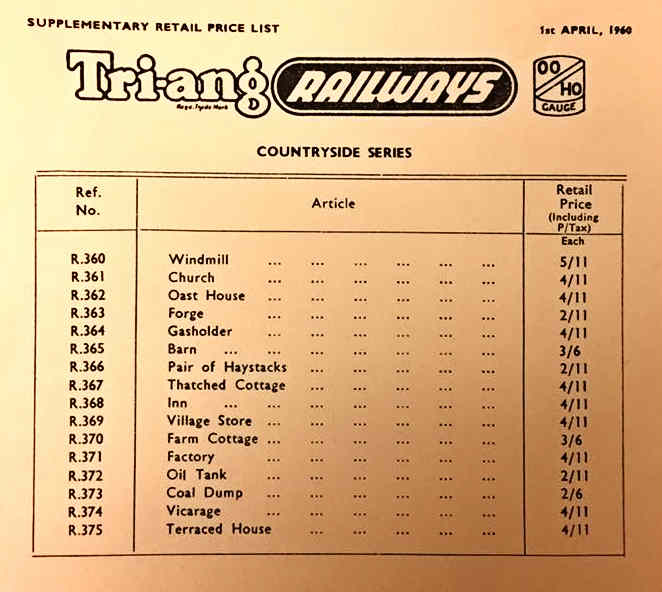 SUPPLEMENTARY RETAIL PRICE LIST 1st APRIL, 1960
Tri-ang RAILWAYS OO/HO GAUGE
Regd. Trade Mark
COUNTRYSIDE SERIES
Ref. No. Article Retail Price (Including P/Tax)
Each
R.360 Windmill ... ... ... ... ... ... 5/11
R.361 Church ... ... ... ... ... ... 4/11
R.362 Oast House ... ... ... ... ... ... 4/11
R.363 Forge ... ... ... ... ... ... 2/11
R.364 Gasholder ... ... ... ... ... ... 4/11
R.365 Barn ... ... ... ... ... ... ... 3/6
R.366 Pair of Haystacks ... ... ... ... ... 2/11
R.367 Thatched Cottage ... ... ... ... ... 4/11
R.368 Inn ... ... ... ... ... ... ... 4/11
R.369 Village Store ... ... ... ... ... ... 4/11
R.370 Farm Cottage ... ... ... ... ... ... 3/6
R.371 Factory ... ... ... ... ... ... 4/11
R.372 Oil Tank ... ... ... ... ... ... 2/11
R.373 Coal Dump ... ... ... ... ... ... 2/6
R.374 Vicarage ... ... ... ... ... ... 4/11
R.375 Terraced House ... ... ... ... ... 4/11